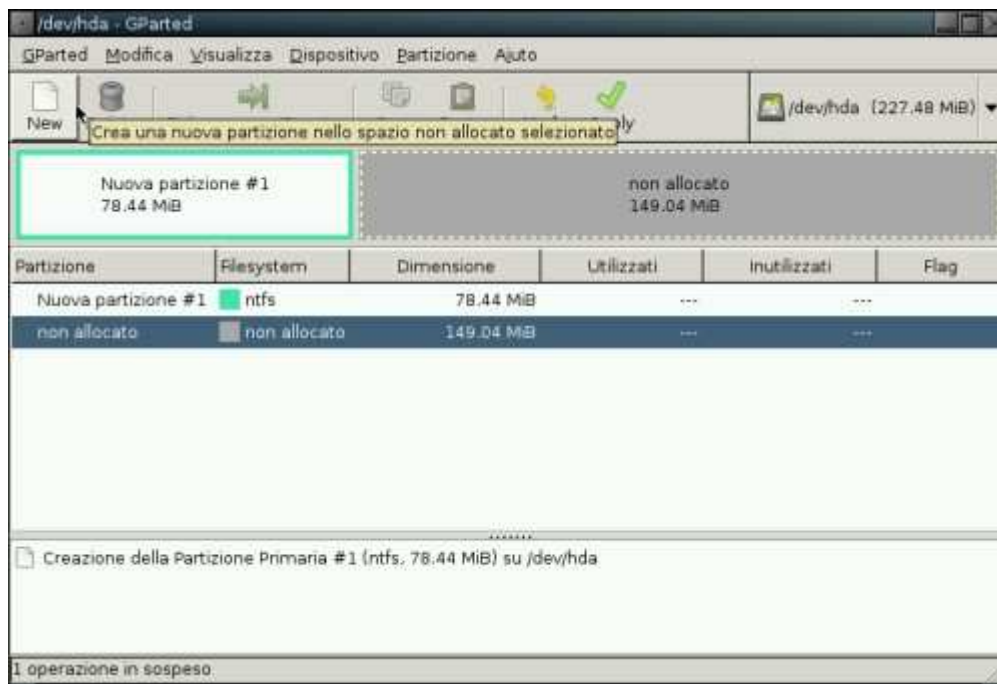 /dev/hda - GParted
GParted Modifica Visualizza Dispositivo Partizione Aiuto
New
Crea una nuova partizione nello spazio non allocato selezionato
/dev/hda (227.48 MiB)
Nuova partizione #1
78.44 MiB
non allocato
149.04 MiB
Partizione Filesystem Dimensione Utilizzati Inutilizzati Flag
Nuova partizione #1 ntfs 78.44 MiB --- ---
non allocato non allocato 149.04 MiB --- ---
Creazione della Partizione Primaria #1 (ntfs, 78.44 MiB) su /dev/hda
1 operazione in sospeso